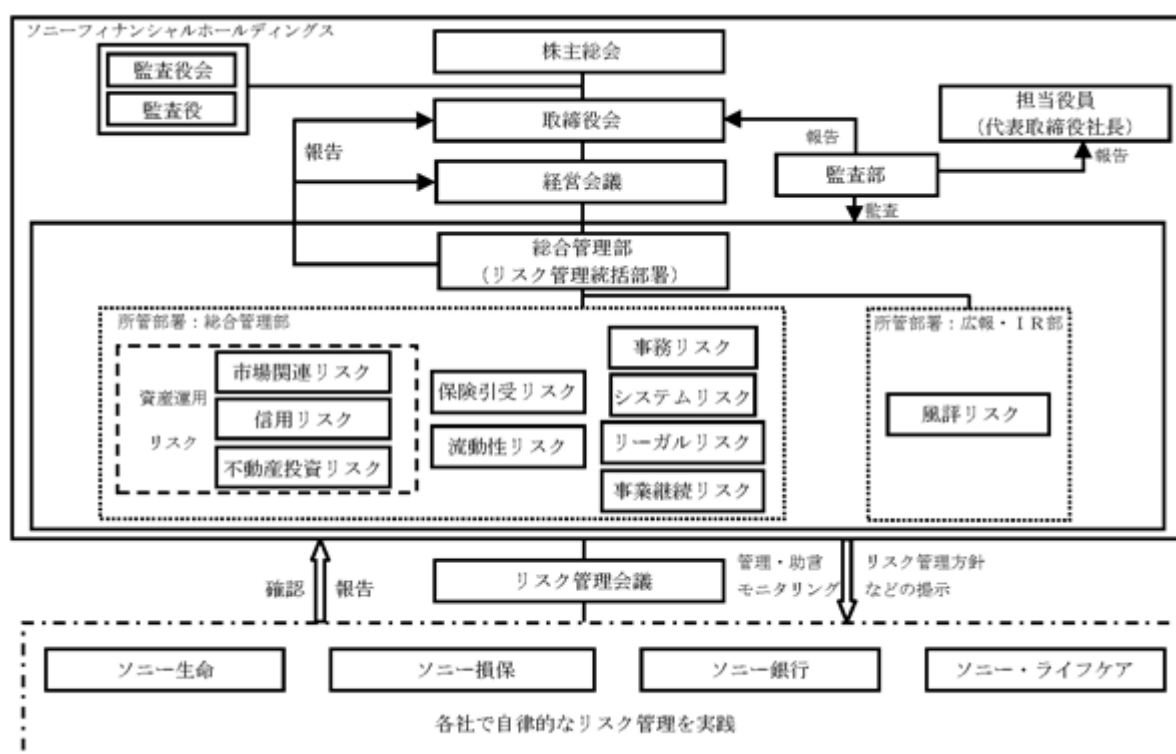 ソニーフィナンシャルホールディングス
株主総会
監査役会
監査役
取締役会
担当役員
(代表取締役社長)
報告
報告
報告
経営会議
監査部
監査
総合管理部
(リスク管理統括部署)
所管部署:総合管理部
所管部署:広報・IR部
資産運用
リスク
市場関連リスク
信用リスク
不動産投資リスク
保険引受リスク
流動性リスク
事務リスク
システムリスク
リーガルリスク
事業継続リスク
風評リスク
確認
報告
リスク管理会議
管理・助言
モニタリング
リスク管理方針
などの提示
ソニー生命
ソニー損保
ソニー銀行
ソニー・ライフケア
各社で自律的なリスク管理を実践